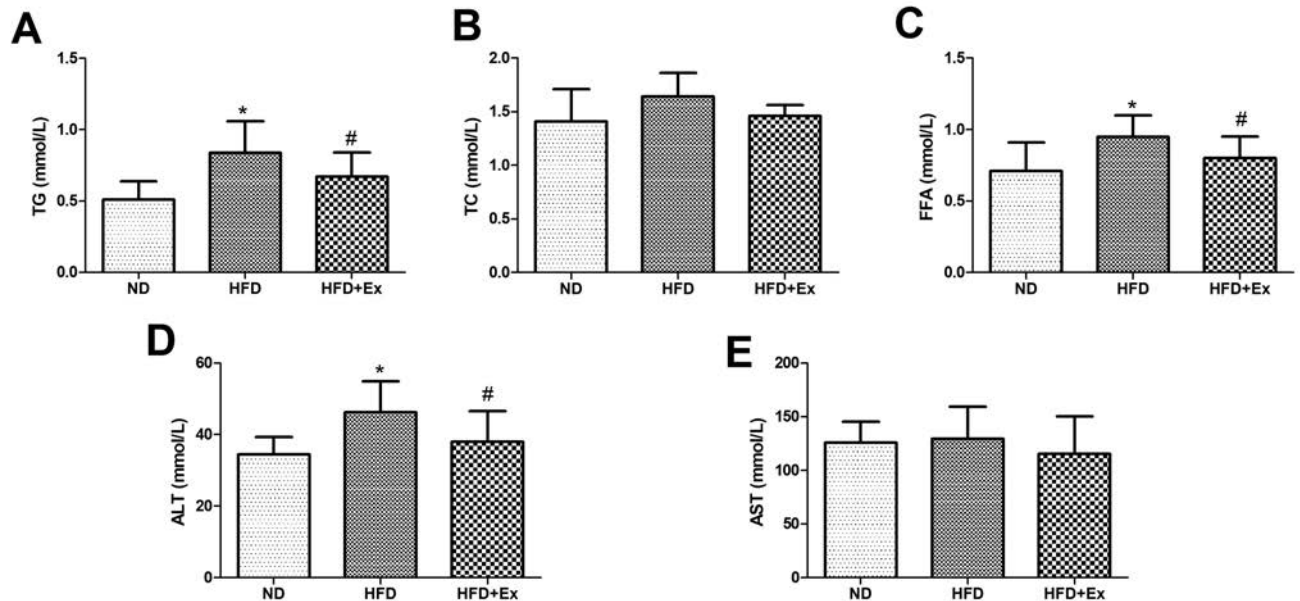 A
TG (mmol/L)
1.5
1.0
0.5
0.0
*
#
ND HFD HFD+Ex
B
TC (mmol/L)
2.0
1.5
1.0
0.5
0.0
ND HFD HFD+Ex
C
FFA (mmol/L)
1.5
1.0
0.5
0.0
*
#
ND HFD HFD+Ex
D
ALT (mmol/L)
60
40
20
0
*
#
ND HFD HFD+Ex
E
AST (mmol/L)
200
150
100
50
0
ND HFD HFD+Ex